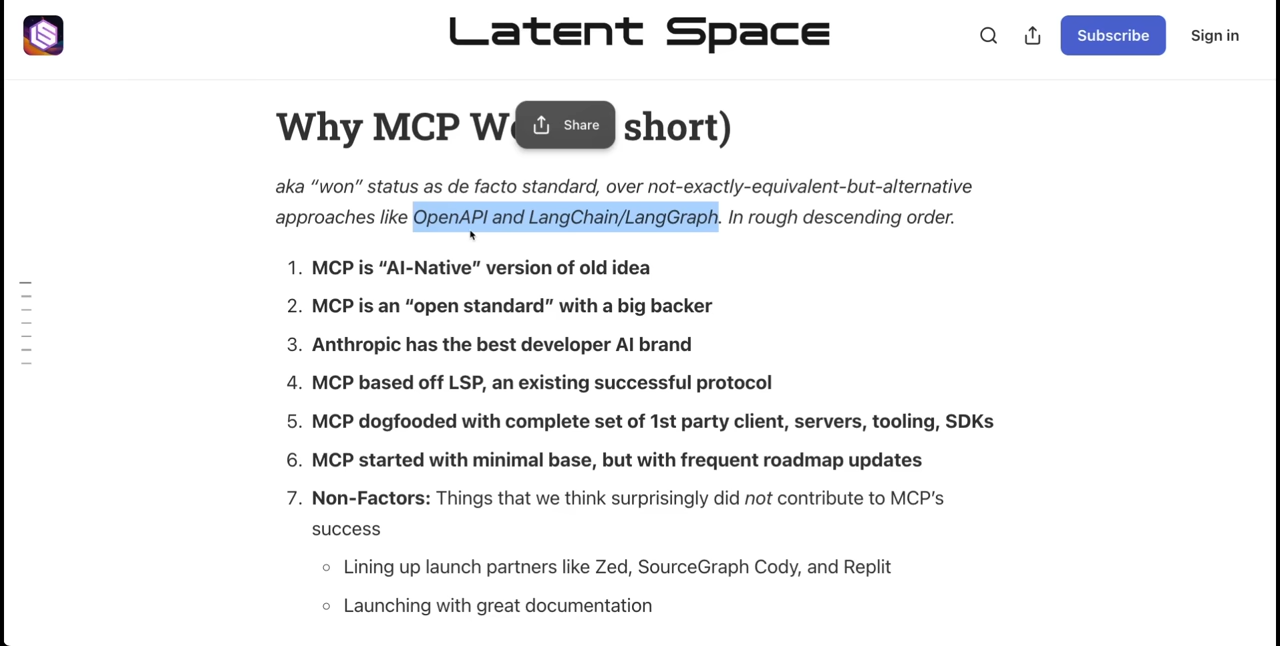 Latent Space
Subscribe
Sign in
Why MCP short)
Share
aka “won” status as de facto standard, over not-exactly-equivalent-but-alternative
approaches like OpenAPI and LangChain/LangGraph. In rough descending order.
1. MCP is “AI-Native” version of old idea
2. MCP is an “open standard” with a big backer
3. Anthropic has the best developer AI brand
4. MCP based off LSP, an existing successful protocol
5. MCP dogfooded with complete set of 1st party client, servers, tooling, SDKs
6. MCP started with minimal base, but with frequent roadmap updates
7. Non-Factors: Things that we think surprisingly did not contribute to MCP’s
success
○ Lining up launch partners like Zed, SourceGraph Cody, and Replit
○ Launching with great documentation